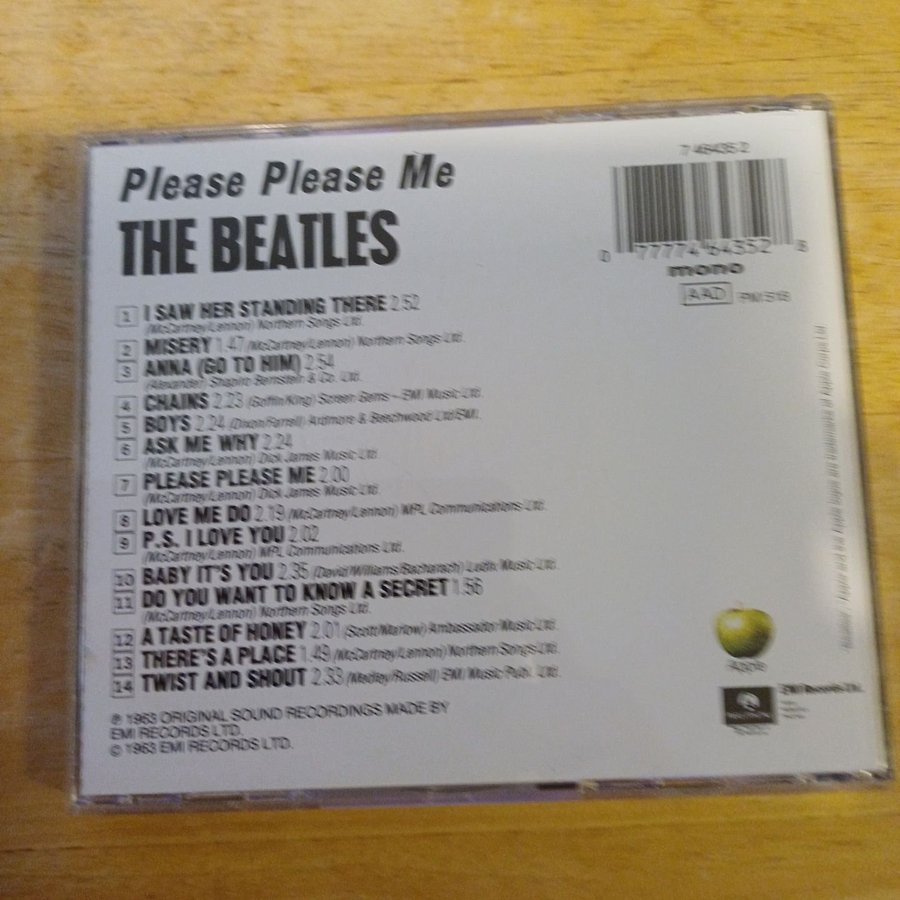 Please Please Me
THE BEATLES
7 46435 2
0 77774 64352 8
mono
AAD PM 518
1 I SAW HER STANDING THERE 2.52
(McCartney/Lennon) Northern Songs Ltd.
2 MISERY 1.47 (McCartney/Lennon) Northern Songs Ltd.
3 ANNA (GO TO HIM) 2.54
(Alexander) Shapiro Bernstein & Co. Ltd.
4 CHAINS 2.23 (Goffin/King) Screen Gems – EMI Music Ltd.
5 BOYS 2.24 (Dixon/Farrell) Ardmore & Beechwood Ltd/EMI.
6 ASK ME WHY 2.24
(McCartney/Lennon) Dick James Music Ltd.
7 PLEASE PLEASE ME 2.00
(McCartney/Lennon) Dick James Music Ltd.
8 LOVE ME DO 2.19 (McCartney/Lennon) MPL Communications Ltd.
9 P.S. I LOVE YOU 2.02
(McCartney/Lennon) MPL Communications Ltd.
10 BABY IT'S YOU 2.35 (David/Williams/Bacharach) Ludix Music Ltd.
11 DO YOU WANT TO KNOW A SECRET 1.56
(McCartney/Lennon) Northern Songs Ltd.
12 A TASTE OF HONEY 2.01 (Scott/Marlow) Ambassador Music Ltd.
13 THERE'S A PLACE 1.49 (McCartney/Lennon) Northern Songs Ltd.
14 TWIST AND SHOUT 2.33 (Medley/Russell) EMI Music Publ. Ltd.
℗ 1963 ORIGINAL SOUND RECORDINGS MADE BY
EMI RECORDS LTD.
© 1963 EMI RECORDS LTD.
Apple
EMI Records Ltd.